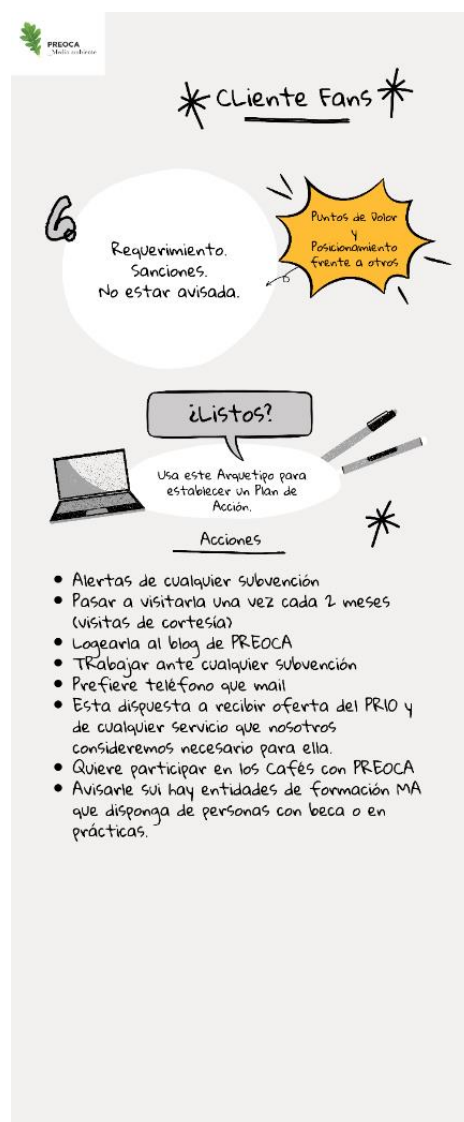 PREOCA
Medio ambiente
CLiente Fans
6
Puntos de Dolor
y
Posicionamiento
frente a otros
Requerimiento.
Sanciones.
No estar avisada.
¿Listos?
Usa este Arquetipo para
establecer un Plan de
Acción.
Acciones
• Alertas de cualquier subvención
• Pasar a visitarla una vez cada 2 meses
(visitas de cortesía)
• Logearla al blog de PREOCA
• TRabajar ante cualquier subvención
• Prefiere teléfono que mail
• Esta dispuesta a recibir oferta del PRIO y
de cualquier servicio que nosotros
consideremos necesario para ella.
• Quiere participar en los Cafés con PREOCA
• Avisarle sui hay entidades de formación MA
que disponga de personas con beca o en
prácticas.